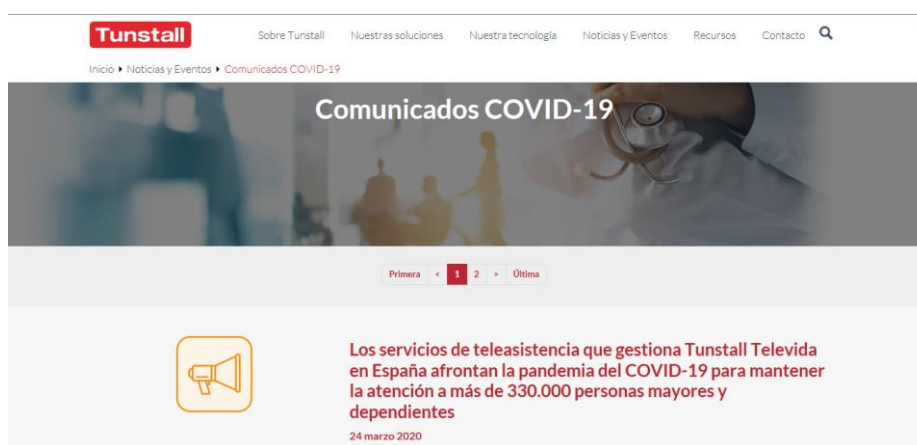 Tunstall
Sobre Tunstall Nuestras soluciones Nuestra tecnología Noticias y Eventos Recursos Contacto
Inicio ▸ Noticias y Eventos ▸ Comunicados COVID-19
Comunicados COVID-19
Primera < 1 2 > Última
Los servicios de teleasistencia que gestiona Tunstall Televida
en España afrontan la pandemia del COVID-19 para mantener
la atención a más de 330.000 personas mayores y
dependientes
24 marzo 2020